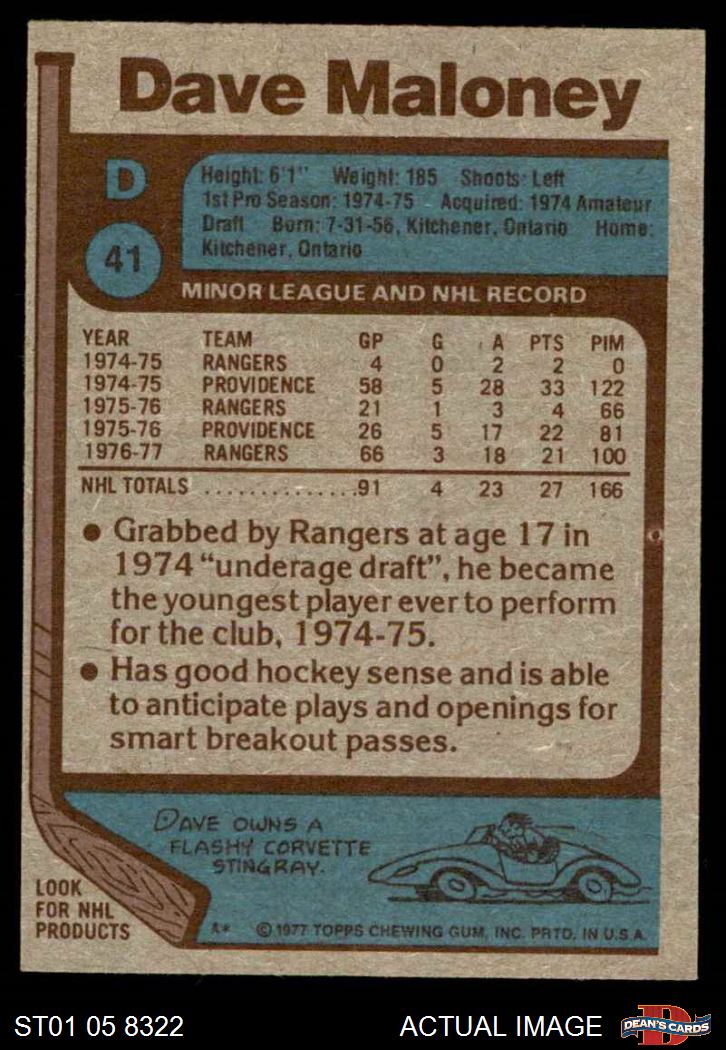 Dave Maloney
D
41
Height: 6'1" Weight: 185 Shoots: Left
1st Pro Season: 1974-75 Acquired: 1974 Amateur
Draft Born: 7-31-56, Kitchener, Ontario Home:
Kitchener, Ontario
MINOR LEAGUE AND NHL RECORD
YEAR TEAM GP G A PTS PIM
1974-75 RANGERS 4 0 2 2 0
1974-75 PROVIDENCE 58 5 28 33 122
1975-76 RANGERS 21 1 3 4 66
1975-76 PROVIDENCE 26 5 17 22 81
1976-77 RANGERS 66 3 18 21 100
NHL TOTALS ..............91 4 23 27 166
● Grabbed by Rangers at age 17 in
1974 “underage draft”, he became
the youngest player ever to perform
for the club, 1974-75.
● Has good hockey sense and is able
to anticipate plays and openings for
smart breakout passes.
DAVE OWNS A
FLASHY CORVETTE
STINGRAY.
LOOK
FOR NHL
PRODUCTS
A* © 1977 TOPPS CHEWING GUM, INC. PRTD. IN U.S.A.
ST01 05 8322 ACTUAL IMAGE
D
DEAN'S CARDS